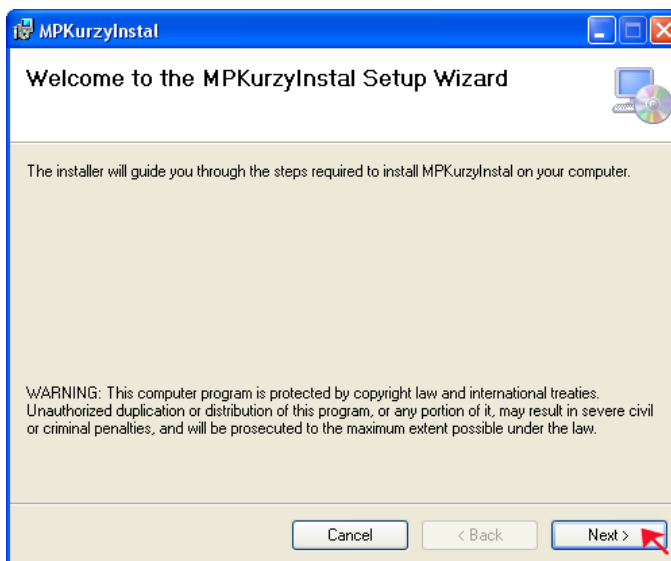 MPKurzyInstal
Welcome to the MPKurzyInstal Setup Wizard
The installer will guide you through the steps required to install MPKurzyInstal on your computer.
WARNING: This computer program is protected by copyright law and international treaties.
Unauthorized duplication or distribution of this program, or any portion of it, may result in severe civil
or criminal penalties, and will be prosecuted to the maximum extent possible under the law.
Cancel
< Back
Next >